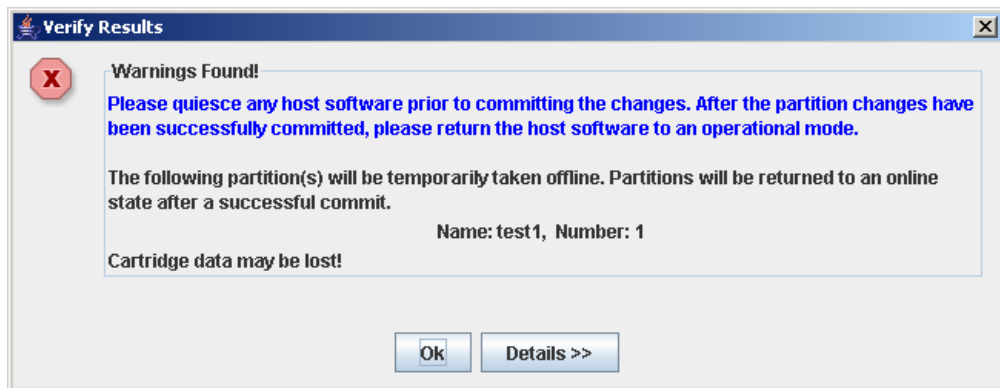 Verify Results
Warnings Found!
Please quiesce any host software prior to committing the changes. After the partition changes have
been successfully committed, please return the host software to an operational mode.
The following partition(s) will be temporarily taken offline. Partitions will be returned to an online
state after a successful commit.
Name: test1, Number: 1
Cartridge data may be lost!
Ok Details >>